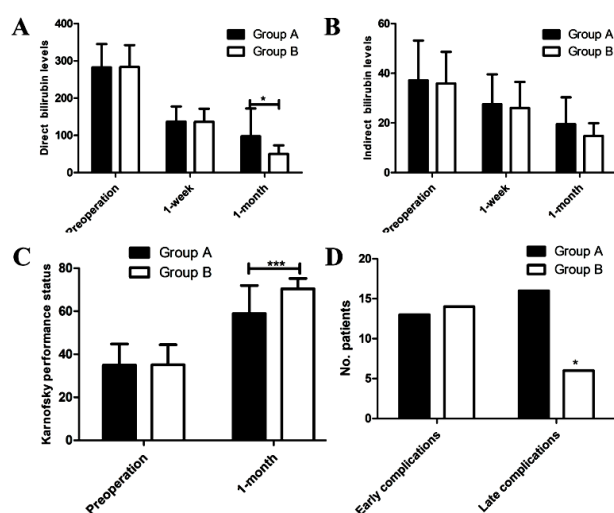 A
Direct bilirubin levels
400
300
200
100
0
Group A
Group B
*
Preoperation
1-week
1-month
B
Indirect bilirubin levels
60
40
20
0
Group A
Group B
Preoperation
1-week
1-month
C
Karnofsky performance status
80
60
40
20
0
Group A
Group B
***
Preoperation
1-month
D
No. patients
20
15
10
5
0
Group A
Group B
*
Early complications
Late complications